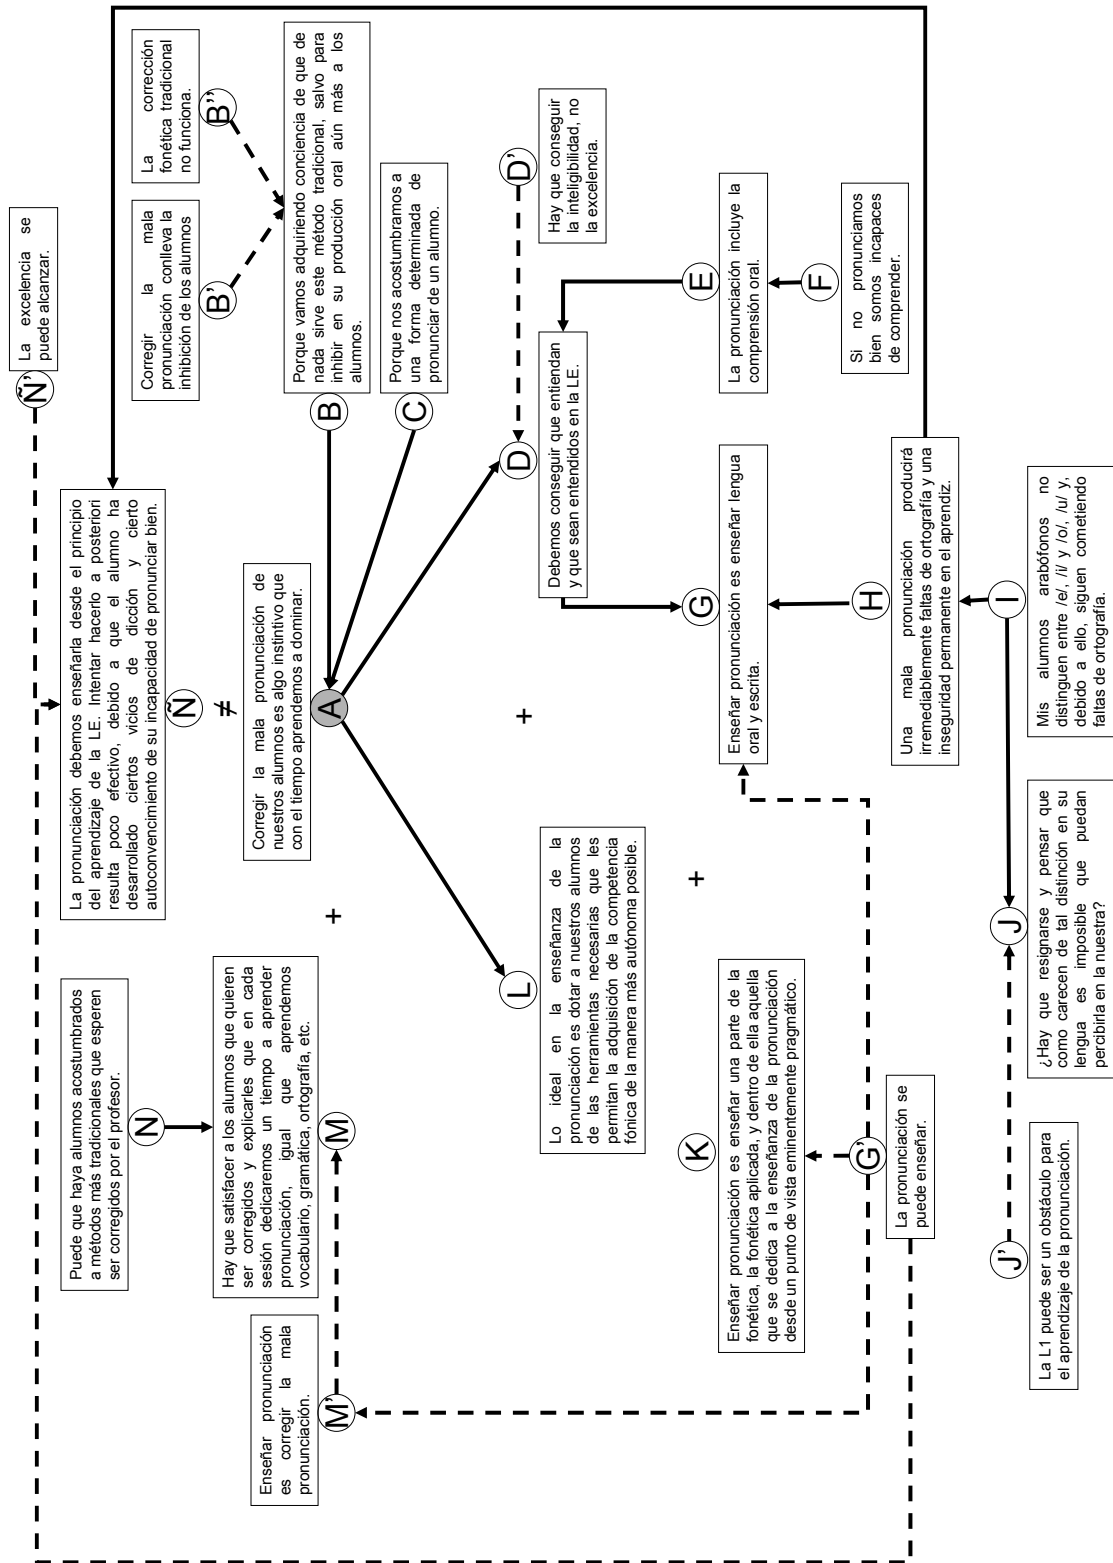 La excelencia se
puede alcanzar.
Ñ'
Corregir la mala
pronunciación conlleva la
inhibición de los alumnos
B'
La corrección
fonética tradicional
no funciona.
B''
Puede que haya alumnos acostumbrados
a métodos más tradicionales que esperen
ser corregidos por el profesor.
N
La pronunciación debemos enseñarla desde el principio
del aprendizaje de la LE. Intentar hacerlo a posteriori
resulta poco efectivo, debido a que el alumno ha
desarrollado ciertos vicios de dicción y cierto
autoconvencimiento de su incapacidad de pronunciar bien.
Ñ
≠
Enseñar pronunciación
es corregir la mala
pronunciación.
M'
Hay que satisfacer a los alumnos que quieren
ser corregidos y explicarles que en cada
sesión dedicaremos un tiempo a aprender
pronunciación, igual que aprendemos
vocabulario, gramática, ortografía, etc.
M
+
Corregir la mala pronunciación de
nuestros alumnos es algo instintivo que
con el tiempo aprendemos a dominar.
A
Porque vamos adquiriendo conciencia de que de
nada sirve este método tradicional, salvo para
inhibir en su producción oral aún más a los
alumnos.
B
Porque nos acostumbramos a
una forma determinada de
pronunciar de un alumno.
C
L
Lo ideal en la enseñanza de la
pronunciación es dotar a nuestros alumnos
de las herramientas necesarias que les
permitan la adquisición de la competencia
fónica de la manera más autónoma posible.
+
D
D'
Hay que conseguir
la inteligibilidad, no
la excelencia.
Debemos conseguir que entiendan
y que sean entendidos en la LE.
K
Enseñar pronunciación es enseñar una parte de la
fonética, la fonética aplicada, y dentro de ella aquella
que se dedica a la enseñanza de la pronunciación
desde un punto de vista eminentemente pragmático.
+
G
Enseñar pronunciación es enseñar lengua
oral y escrita.
E
La pronunciación incluye la
comprensión oral.
F
Si no pronunciamos
bien somos incapaces
de comprender.
G'
La pronunciación se
puede enseñar.
H
Una mala pronunciación producirá
irremediablemente faltas de ortografía y una
inseguridad permanente en el aprendiz.
J'
La L1 puede ser un obstáculo para
el aprendizaje de la pronunciación.
J
¿Hay que resignarse y pensar que
como carecen de tal distinción en su
lengua es imposible que puedan
percibirla en la nuestra?
I
Mis alumnos arabófonos no
distinguen entre /e/, /i/ y /o/, /u/ y,
debido a ello, siguen cometiendo
faltas de ortografía.